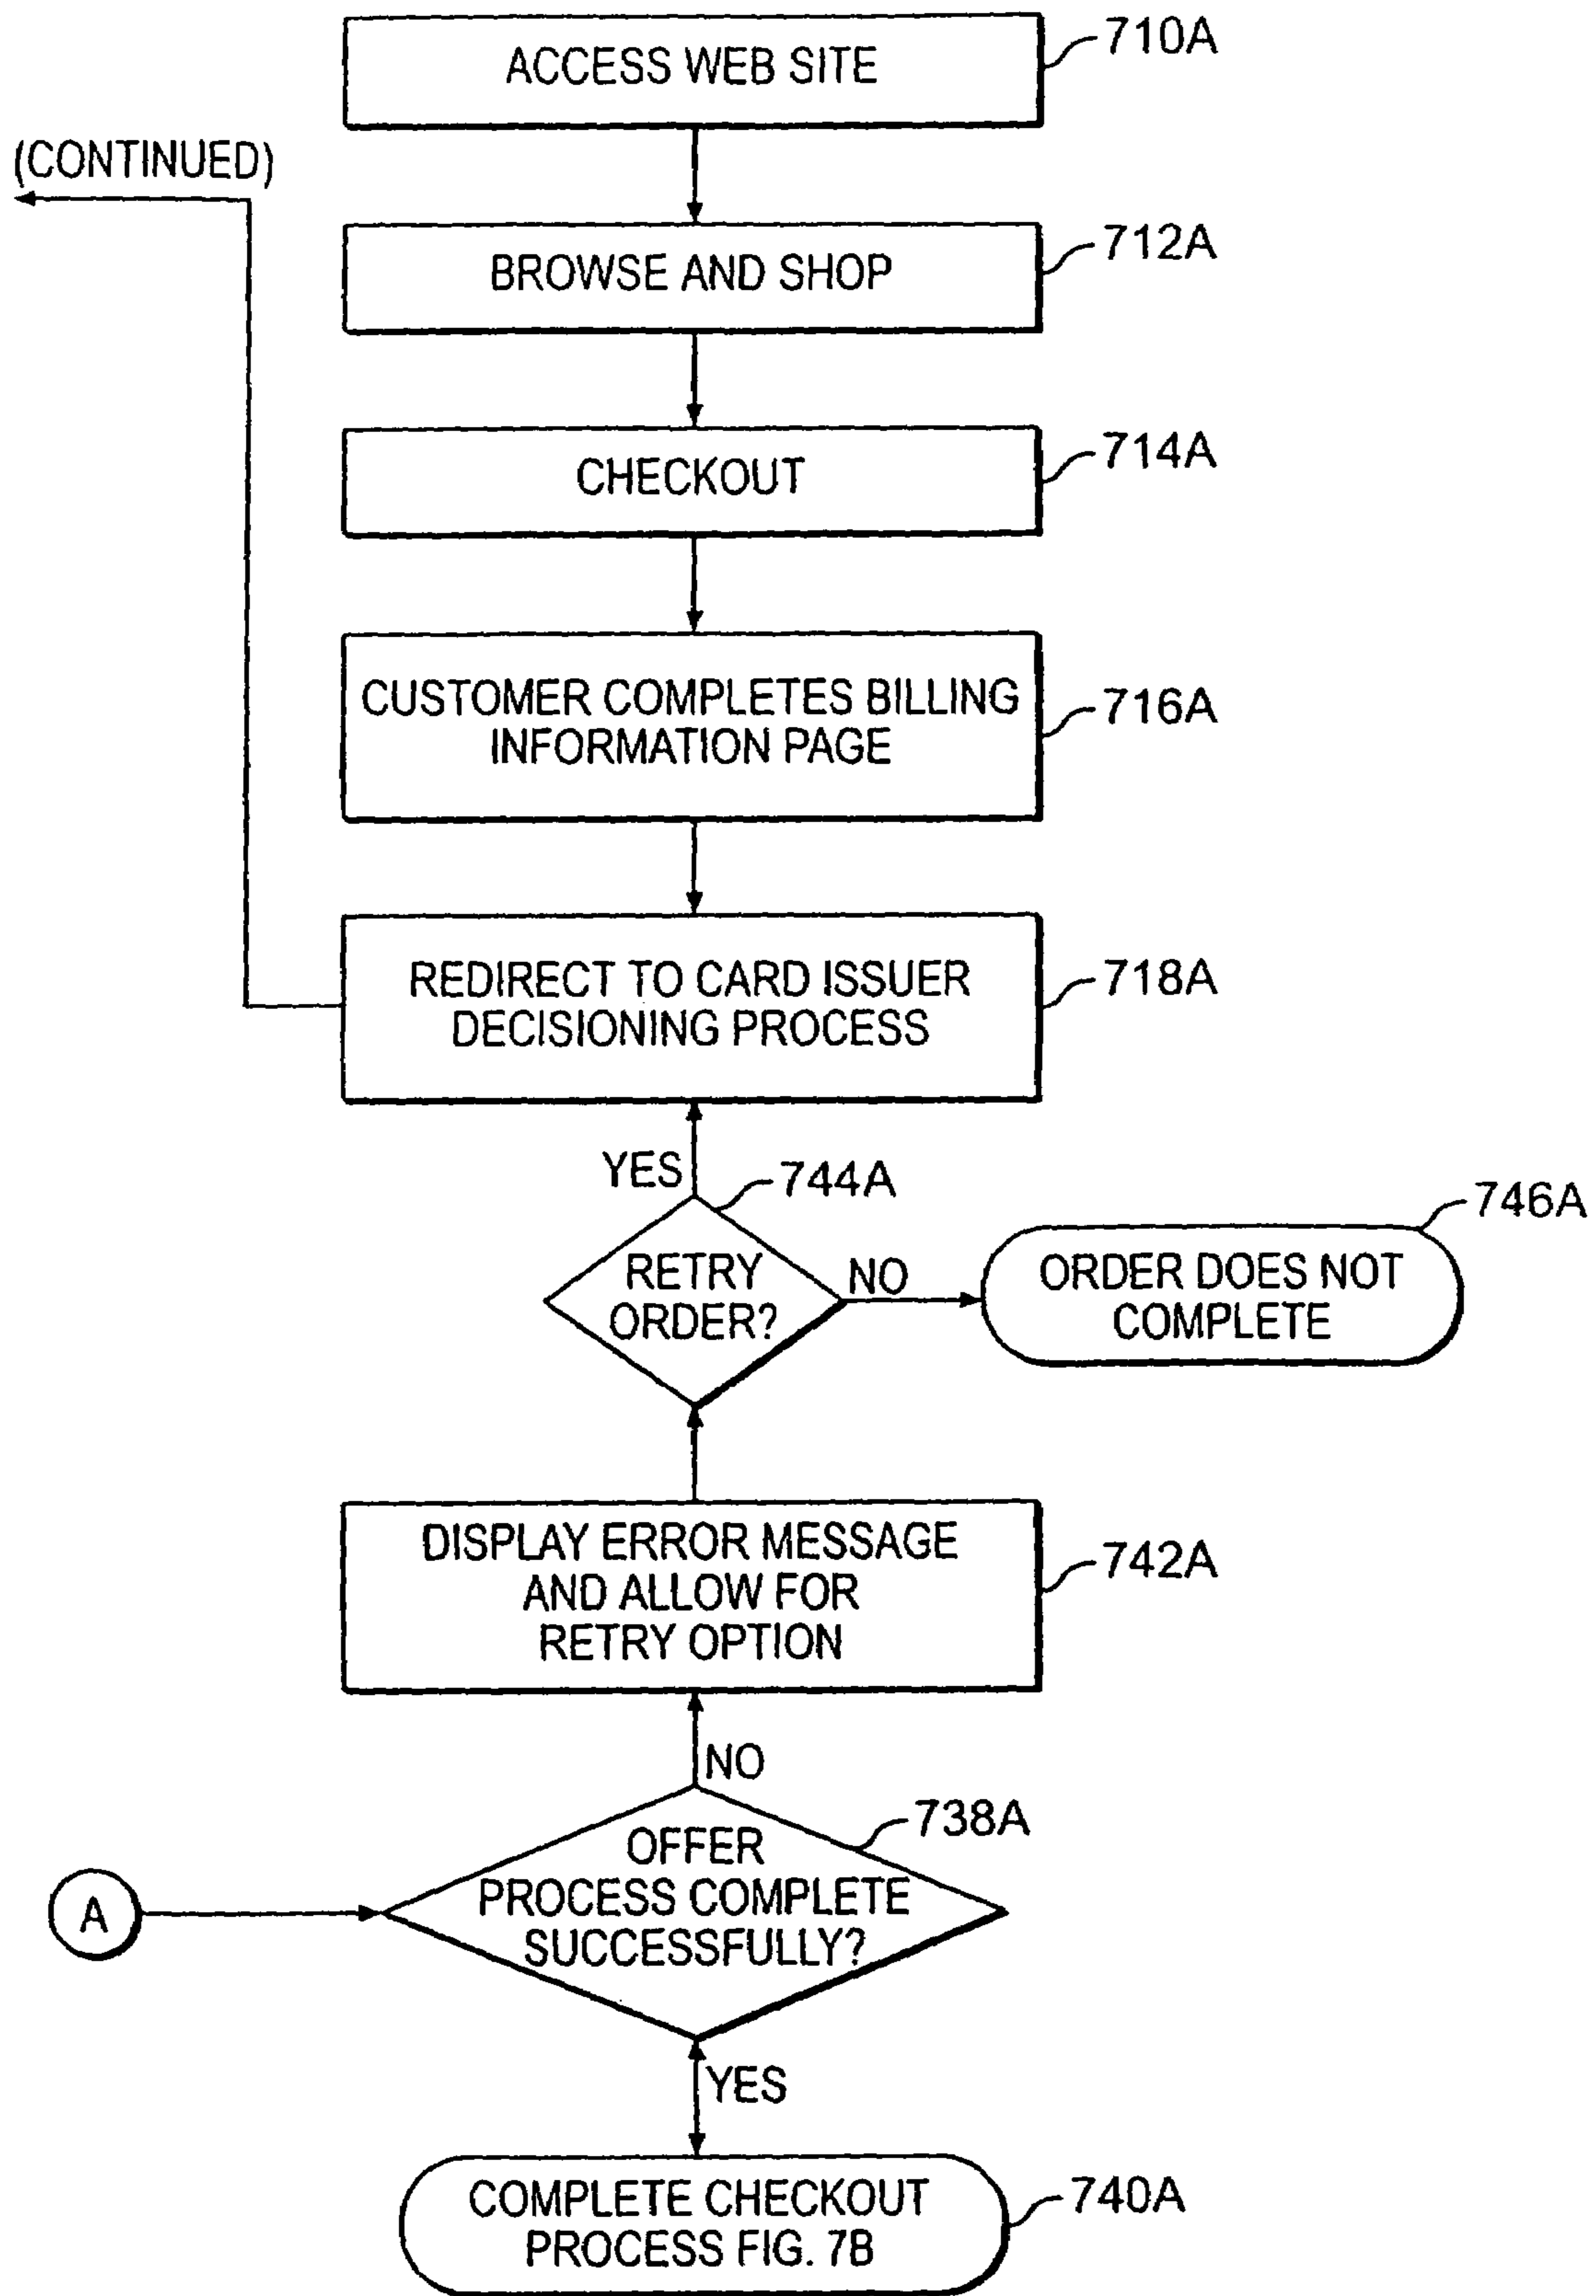 ACCESS WEB SITE
710A
(CONTINUED)
BROWSE AND SHOP
712A
CHECKOUT
714A
CUSTOMER COMPLETES BILLING
INFORMATION PAGE
716A
REDIRECT TO CARD ISSUER
DECISIONING PROCESS
718A
YES
744A
RETRY
ORDER?
NO
746A
ORDER DOES NOT
COMPLETE
DISPLAY ERROR MESSAGE
AND ALLOW FOR
RETRY OPTION
742A
NO
738A
A
OFFER
PROCESS COMPLETE
SUCCESSFULLY?
YES
COMPLETE CHECKOUT
PROCESS FIG. 7B
740A